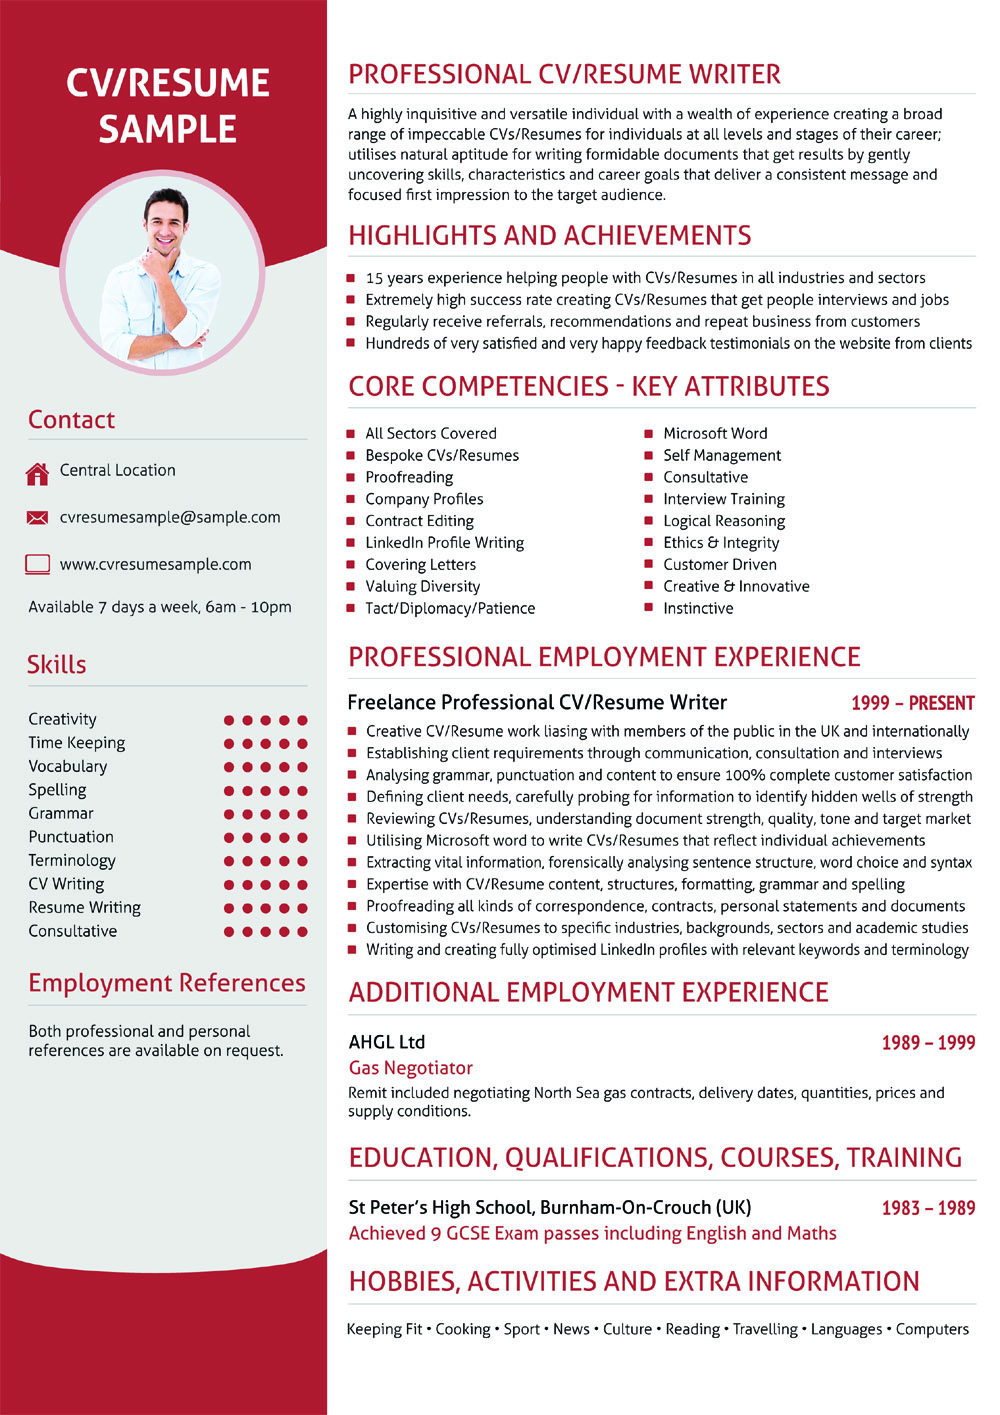 CV/RESUME
SAMPLE
Contact
Central Location
cvresumesample@sample.com
www.cvresumesample.com
Available 7 days a week, 6am - 10pm
Skills
Creativity
Time Keeping
Vocabulary
Spelling
Grammar
Punctuation
Terminology
CV Writing
Resume Writing
Consultative
Employment References
Both professional and personal
references are available on request.
PROFESSIONAL CV/RESUME WRITER
A highly inquisitive and versatile individual with a wealth of experience creating a broad
range of impeccable CVs/Resumes for individuals at all levels and stages of their career;
utilises natural aptitude for writing formidable documents that get results by gently
uncovering skills, characteristics and career goals that deliver a consistent message and
focused first impression to the target audience.
HIGHLIGHTS AND ACHIEVEMENTS
15 years experience helping people with CVs/Resumes in all industries and sectors
Extremely high success rate creating CVs/Resumes that get people interviews and jobs
Regularly receive referrals, recommendations and repeat business from customers
Hundreds of very satisfied and very happy feedback testimonials on the website from clients
CORE COMPETENCIES - KEY ATTRIBUTES
All Sectors Covered
Bespoke CVs/Resumes
Proofreading
Company Profiles
Contract Editing
LinkedIn Profile Writing
Covering Letters
Valuing Diversity
Tact/Diplomacy/Patience
Microsoft Word
Self Management
Consultative
Interview Training
Logical Reasoning
Ethics & Integrity
Customer Driven
Creative & Innovative
Instinctive
PROFESSIONAL EMPLOYMENT EXPERIENCE
Freelance Professional CV/Resume Writer 1999 – PRESENT
Creative CV/Resume work liasing with members of the public in the UK and internationally
Establishing client requirements through communication, consultation and interviews
Analysing grammar, punctuation and content to ensure 100% complete customer satisfaction
Defining client needs, carefully probing for information to identify hidden wells of strength
Reviewing CVs/Resumes, understanding document strength, quality, tone and target market
Utilising Microsoft word to write CVs/Resumes that reflect individual achievements
Extracting vital information, forensically analysing sentence structure, word choice and syntax
Expertise with CV/Resume content, structures, formatting, grammar and spelling
Proofreading all kinds of correspondence, contracts, personal statements and documents
Customising CVs/Resumes to specific industries, backgrounds, sectors and academic studies
Writing and creating fully optimised LinkedIn profiles with relevant keywords and terminology
ADDITIONAL EMPLOYMENT EXPERIENCE
AHGL Ltd 1989 – 1999
Gas Negotiator
Remit included negotiating North Sea gas contracts, delivery dates, quantities, prices and
supply conditions.
EDUCATION, QUALIFICATIONS, COURSES, TRAINING
St Peter's High School, Burnham-On-Crouch (UK) 1983 – 1989
Achieved 9 GCSE Exam passes including English and Maths
HOBBIES, ACTIVITIES AND EXTRA INFORMATION
Keeping Fit • Cooking • Sport • News • Culture • Reading • Travelling • Languages • Computers